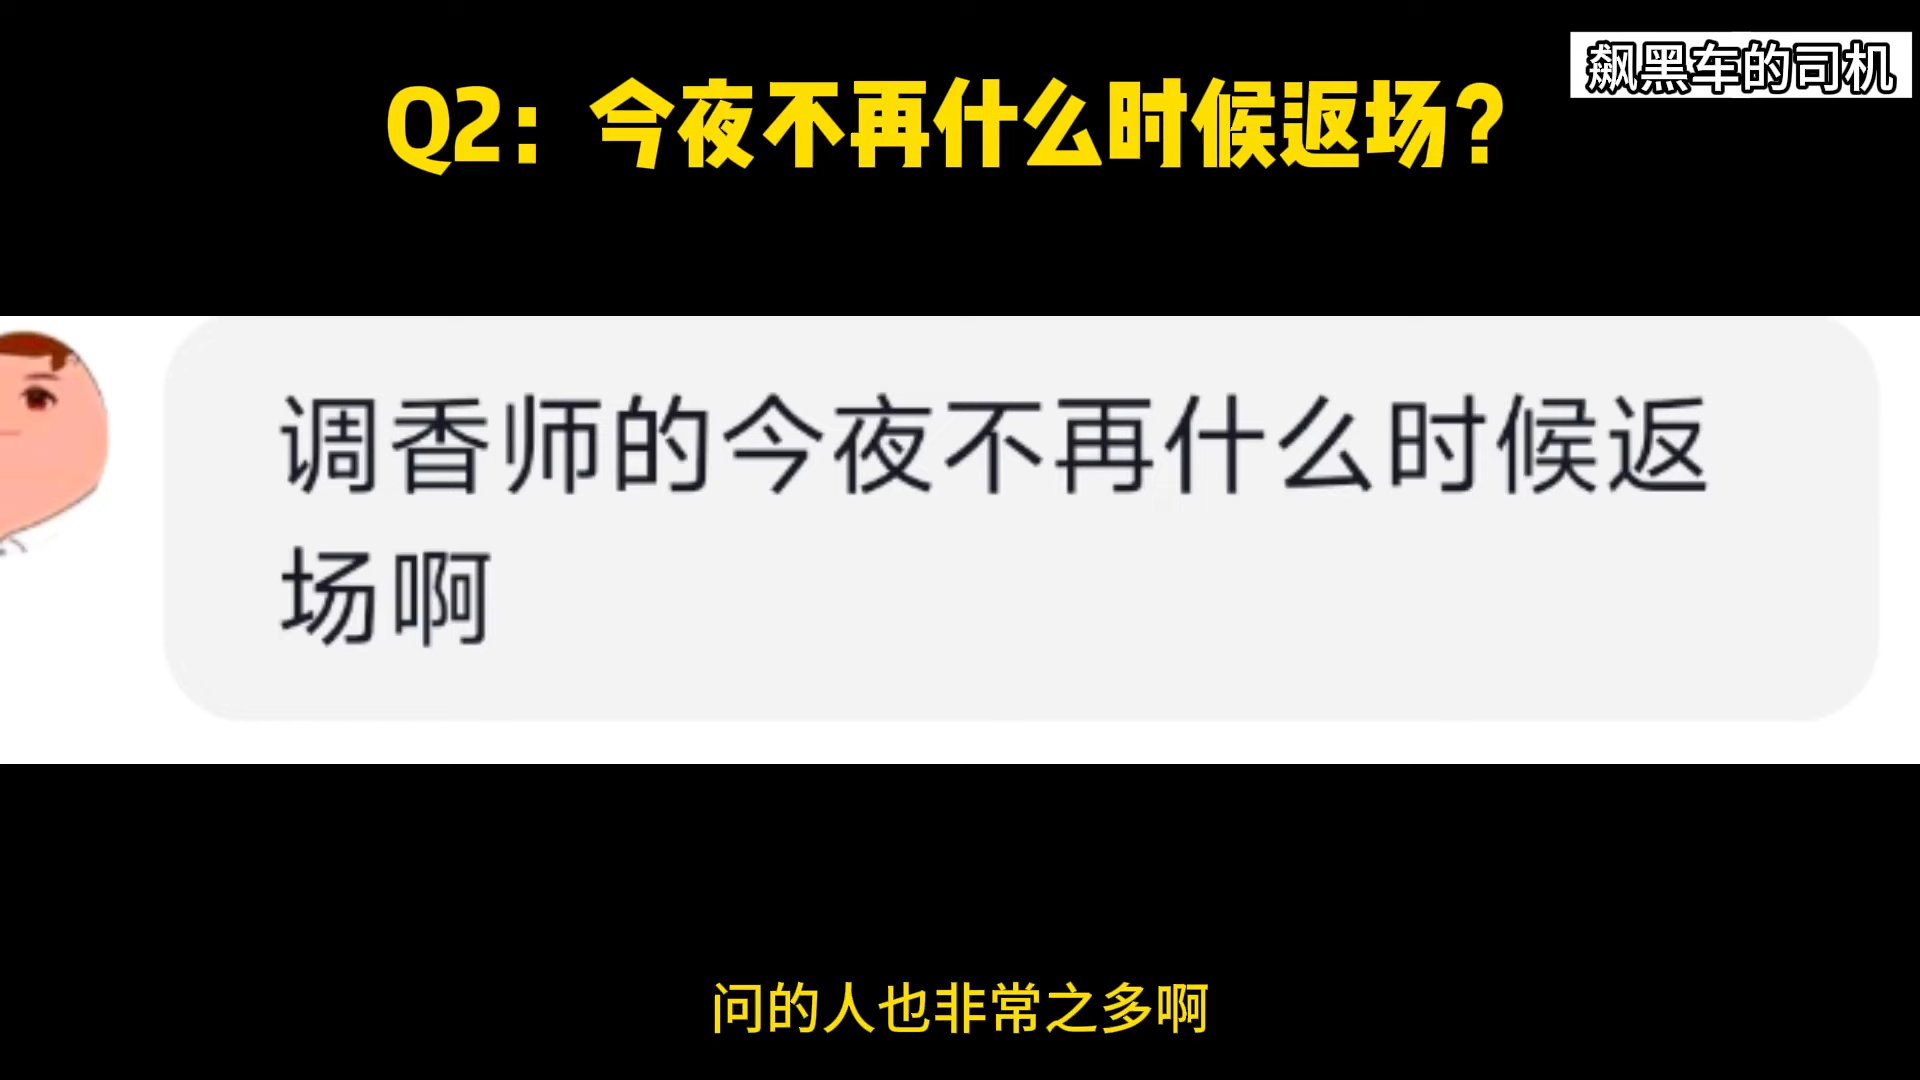 飙黑车的司机
Q2：今夜不再什么时候返场？
调香师的今夜不再什么时候返
场啊
问的人也非常之多啊